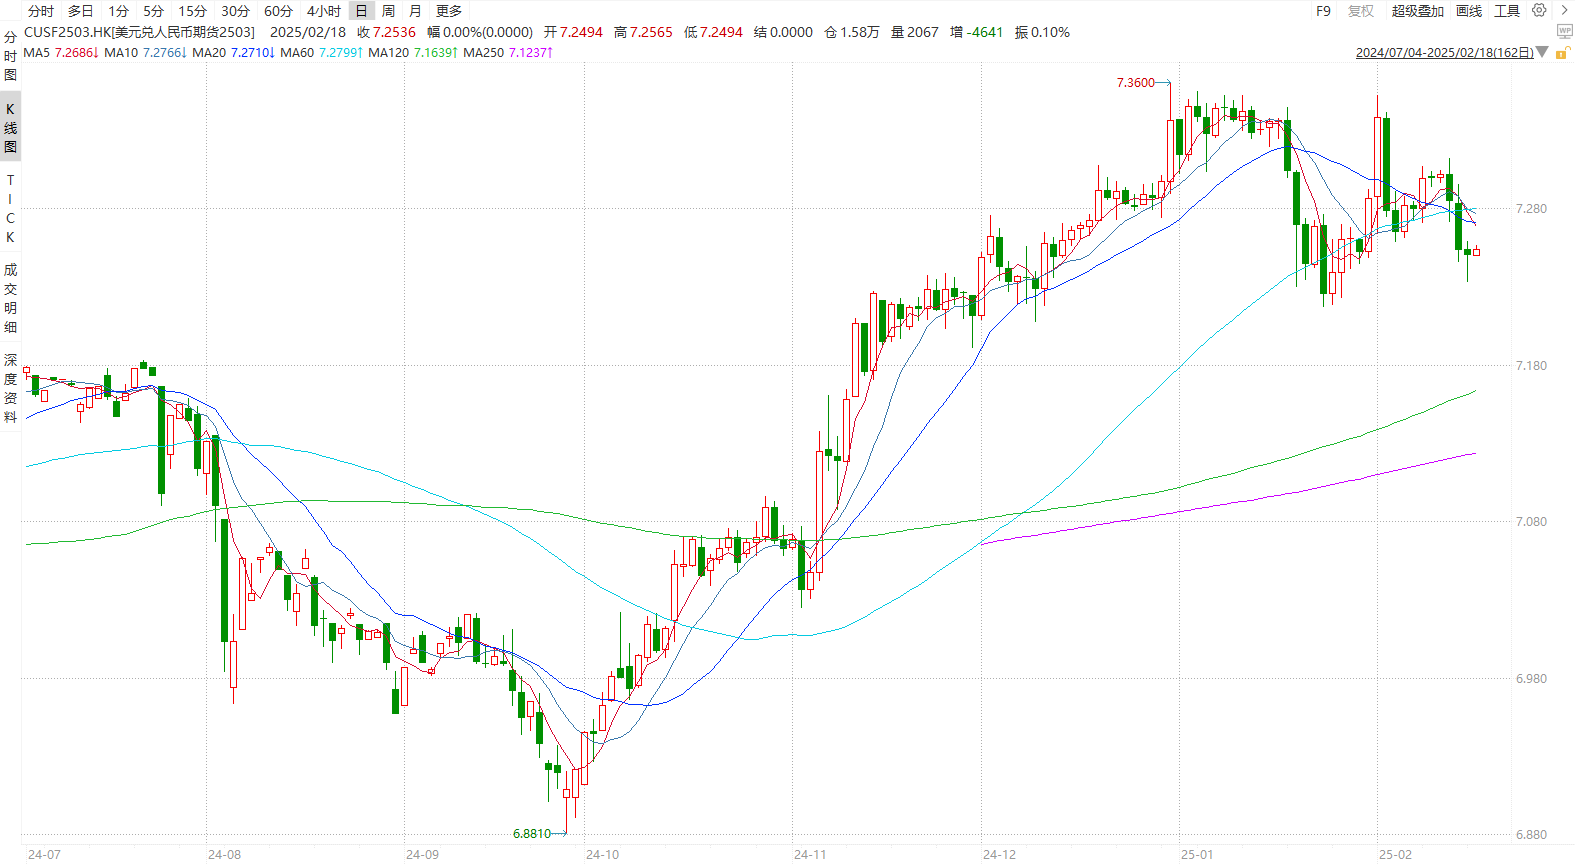 分时 多日 1分 5分 15分 30分 60分 4小时 日 周 月 更多 F9 复权 超级叠加 画线 工具
CUSF2503.HK[美元兑人民币期货2503] 2025/02/18 收 7.2536 幅 0.00%(0.0000) 开 7.2494 高 7.2565 低 7.2494 结 0.0000 仓 1.58万 量 2067 增 -4641 振 0.10%
WP
MA5 7.2686↓ MA10 7.2766↓ MA20 7.2710↓ MA60 7.2799↑ MA120 7.1639↑ MA250 7.1237↑
2024/07/04-2025/02/18(162日)
分时图
K线图
TICK
成交明细
深度资料
7.3600
7.280
7.180
7.080
6.980
6.8810
6.880
24-07 24-08 24-09 24-10 24-11 24-12 25-01 25-02